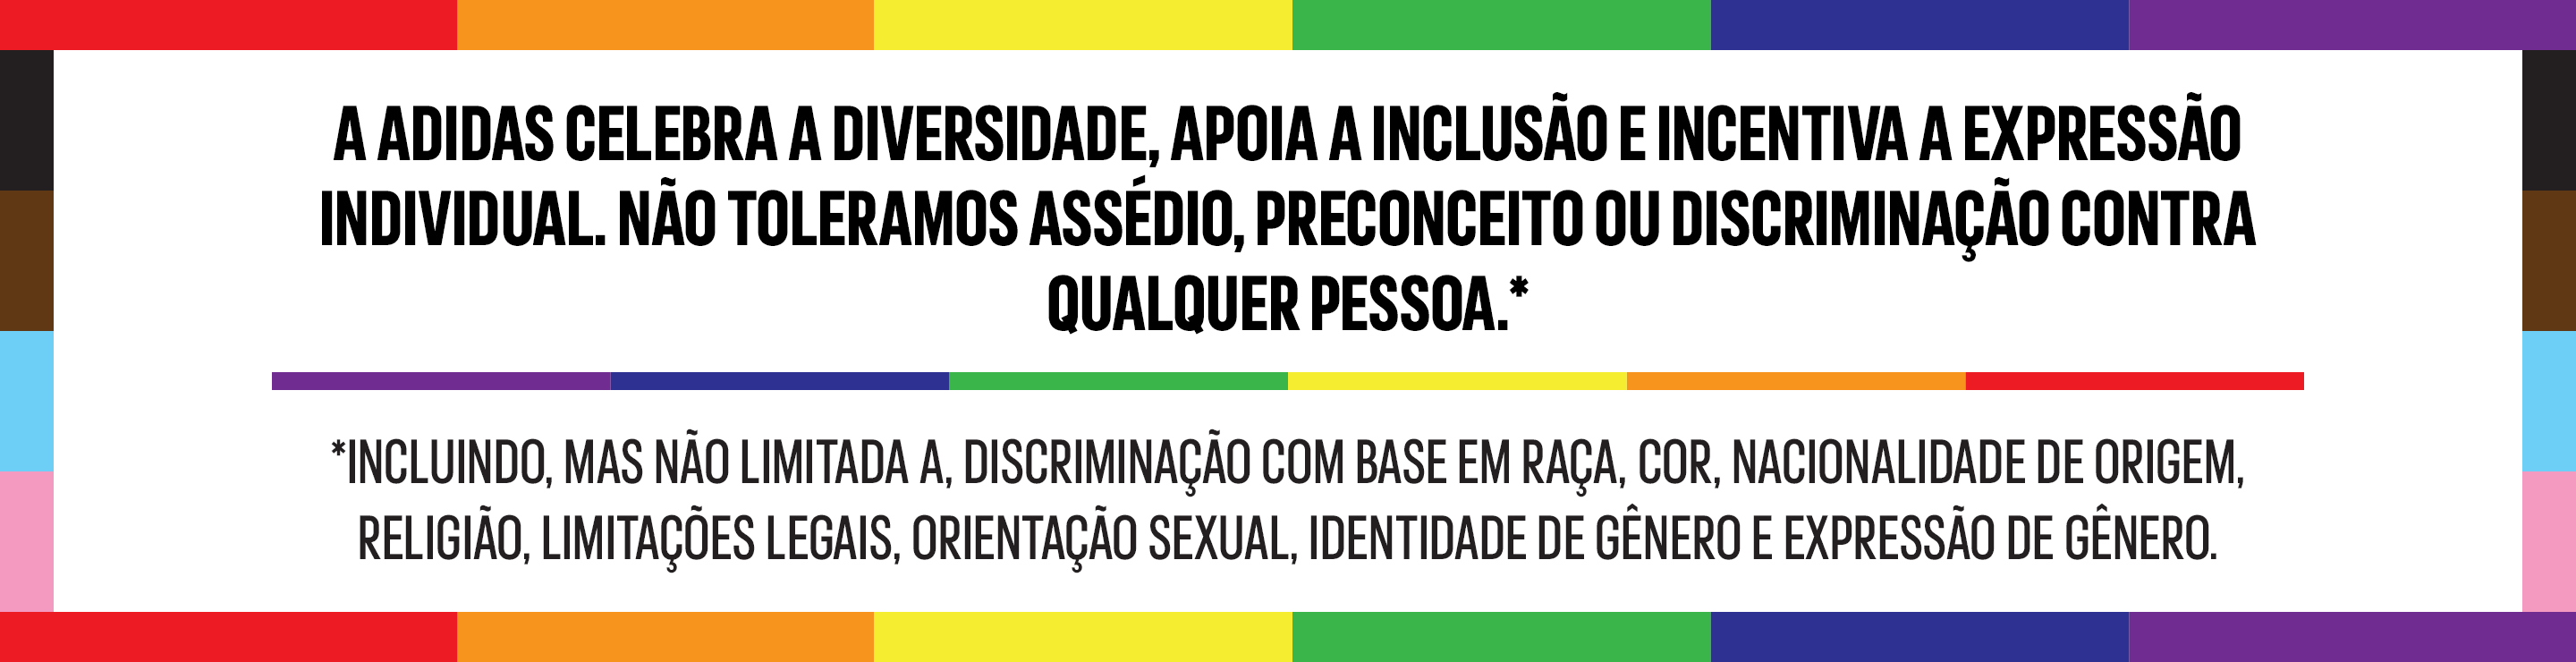 A ADIDAS CELEBRA A DIVERSIDADE, APOIA A INCLUSÃO E INCENTIVA A EXPRESSÃO
INDIVIDUAL. NÃO TOLERAMOS ASSÉDIO, PRECONCEITO OU DISCRIMINAÇÃO CONTRA
QUALQUER PESSOA.*
*INCLUINDO, MAS NÃO LIMITADA A, DISCRIMINAÇÃO COM BASE EM RAÇA, COR, NACIONALIDADE DE ORIGEM,
RELIGIÃO, LIMITAÇÕES LEGAIS, ORIENTAÇÃO SEXUAL, IDENTIDADE DE GÊNERO E EXPRESSÃO DE GÊNERO.